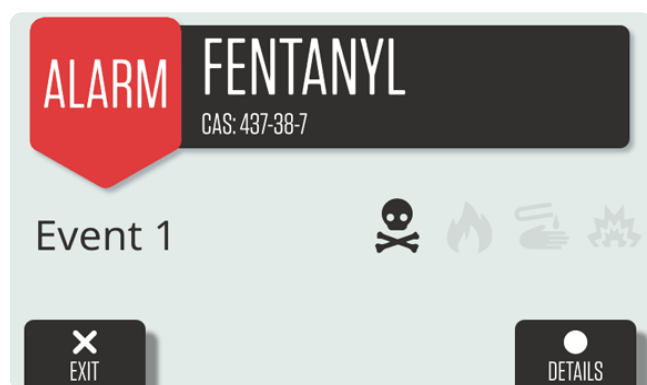 ALARM
FENTANYL
CAS: 437-38-7
Event 1
EXIT
DETAILS